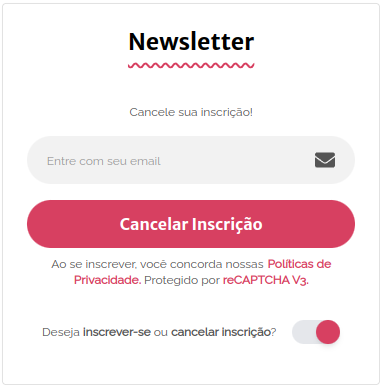 Newsletter
Cancele sua inscrição!
Entre com seu email
Cancelar Inscrição
Ao se inscrever, você concorda nossas Políticas de
Privacidade. Protegido por reCAPTCHA V3.
Deseja inscrever-se ou cancelar inscrição?